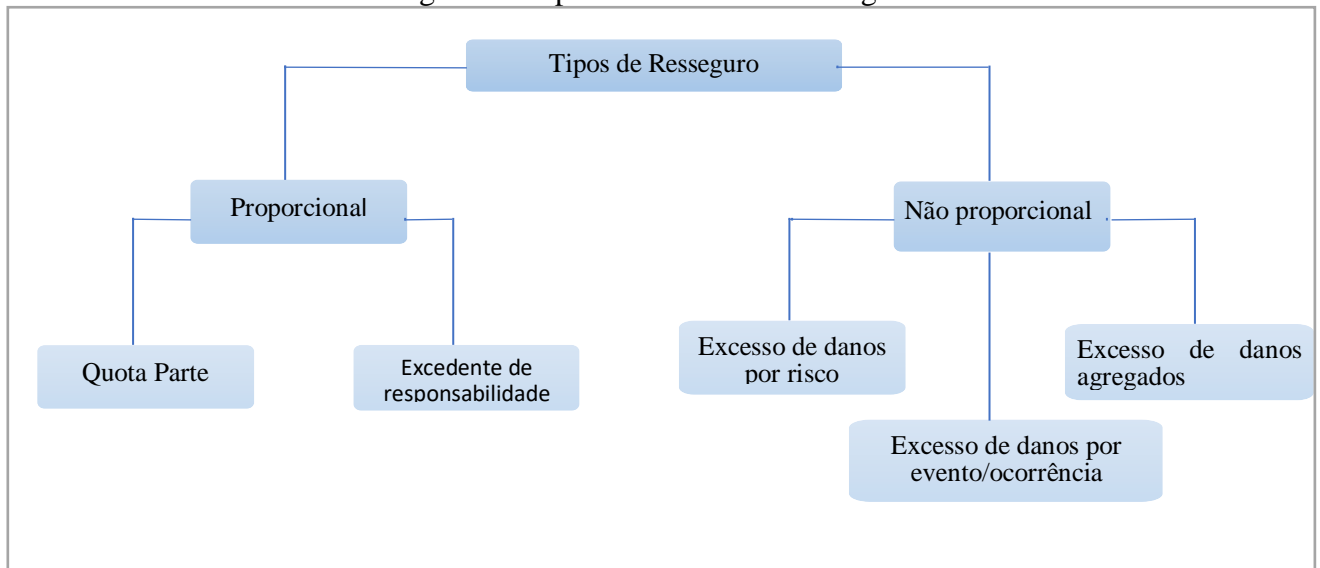 Tipos de Resseguro
Proporcional
Não proporcional
Quota Parte
Excedente de
responsabilidade
Excesso de danos
por risco
Excesso de danos
agregados
Excesso de danos por
evento/ocorrência